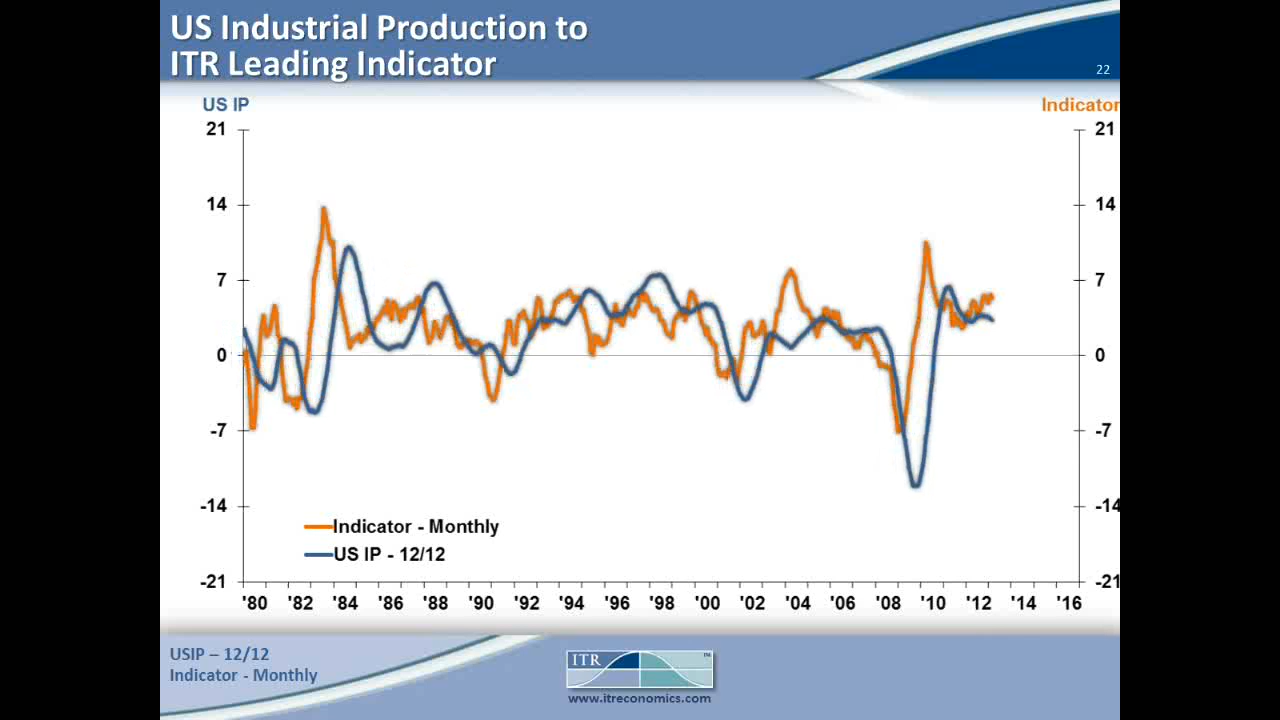 US Industrial Production to
ITR Leading Indicator
22
US IP
Indicator
21
21
14
14
7
7
0
0
-7
-7
-14
-14
-21
-21
Indicator - Monthly
US IP - 12/12
'80 '82 '84 '86 '88 '90 '92 '94 '96 '98 '00 '02 '04 '06 '08 '10 '12 '14 '16
USIP – 12/12
Indicator - Monthly
ITR
TM
www.itreconomics.com